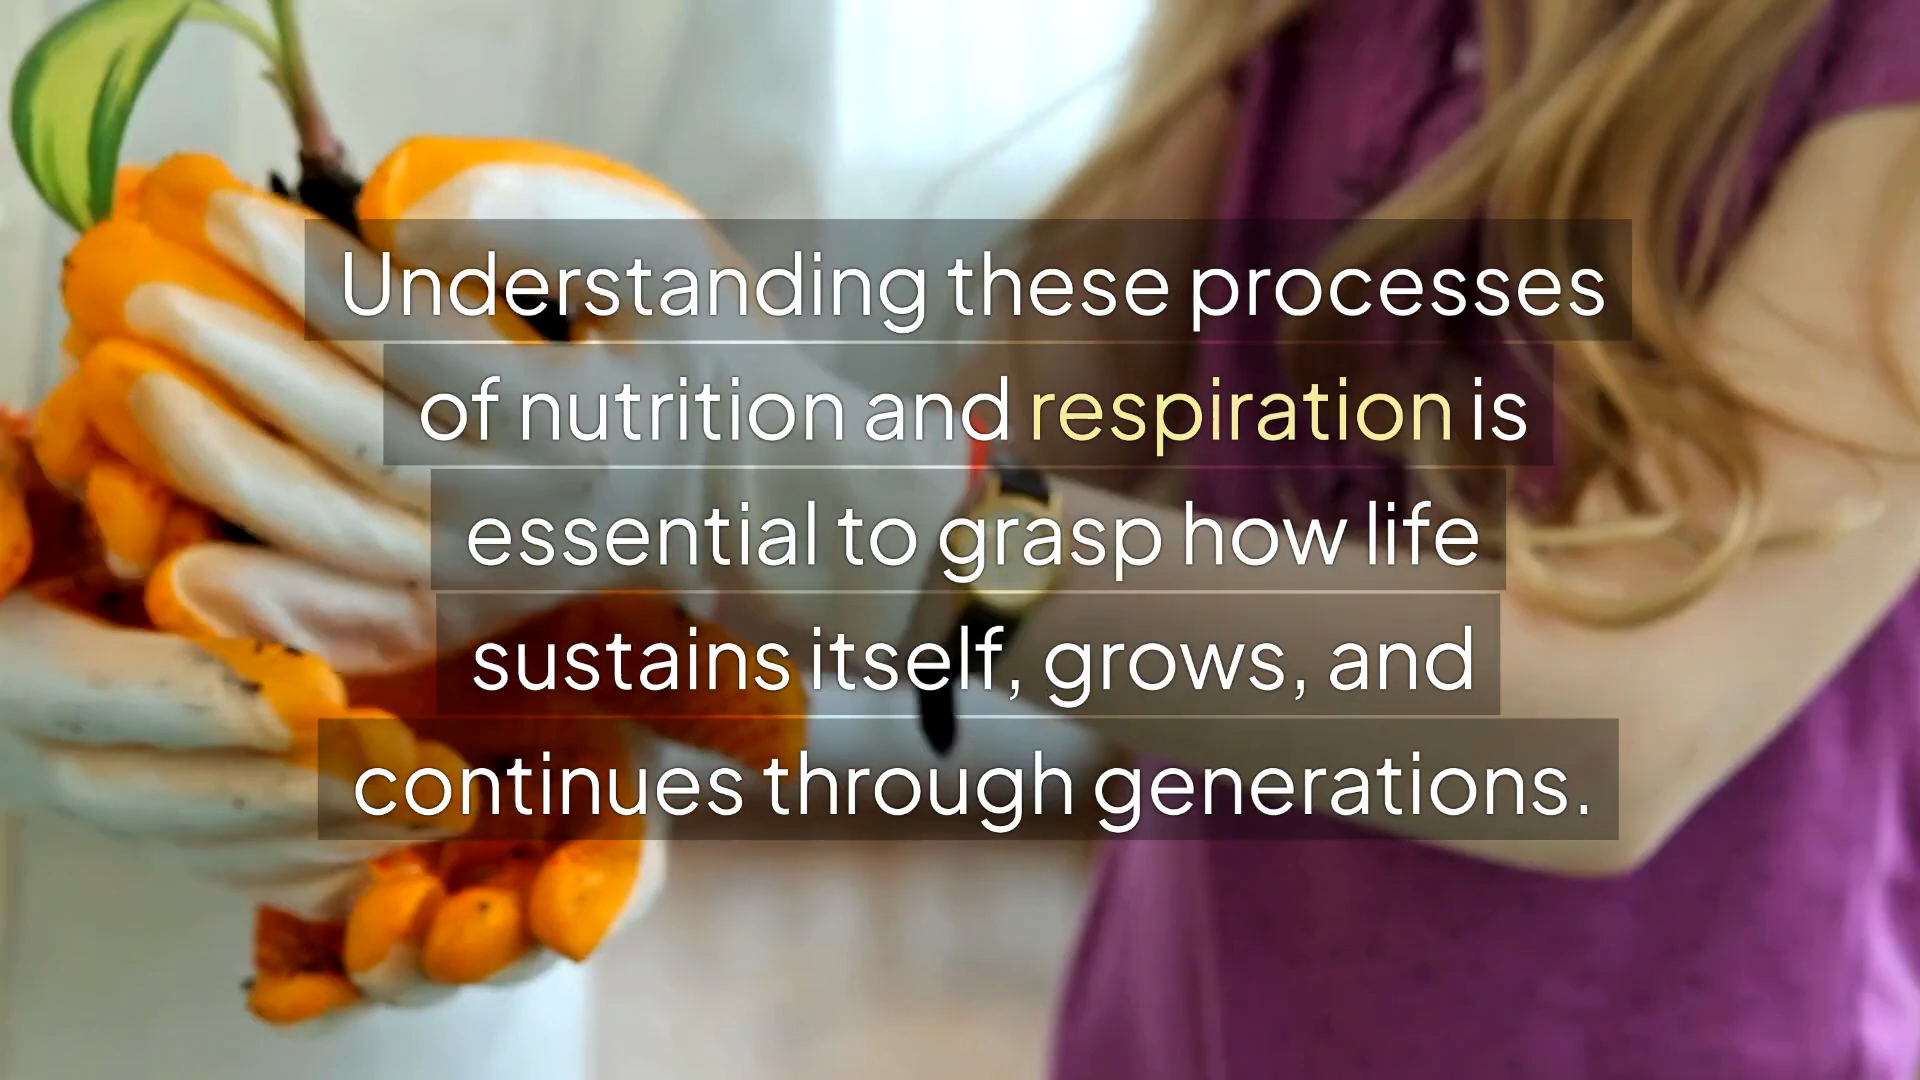 Understanding these processes
of nutrition and respiration is
essential to grasp how life
sustains itself, grows, and
continues through generations.